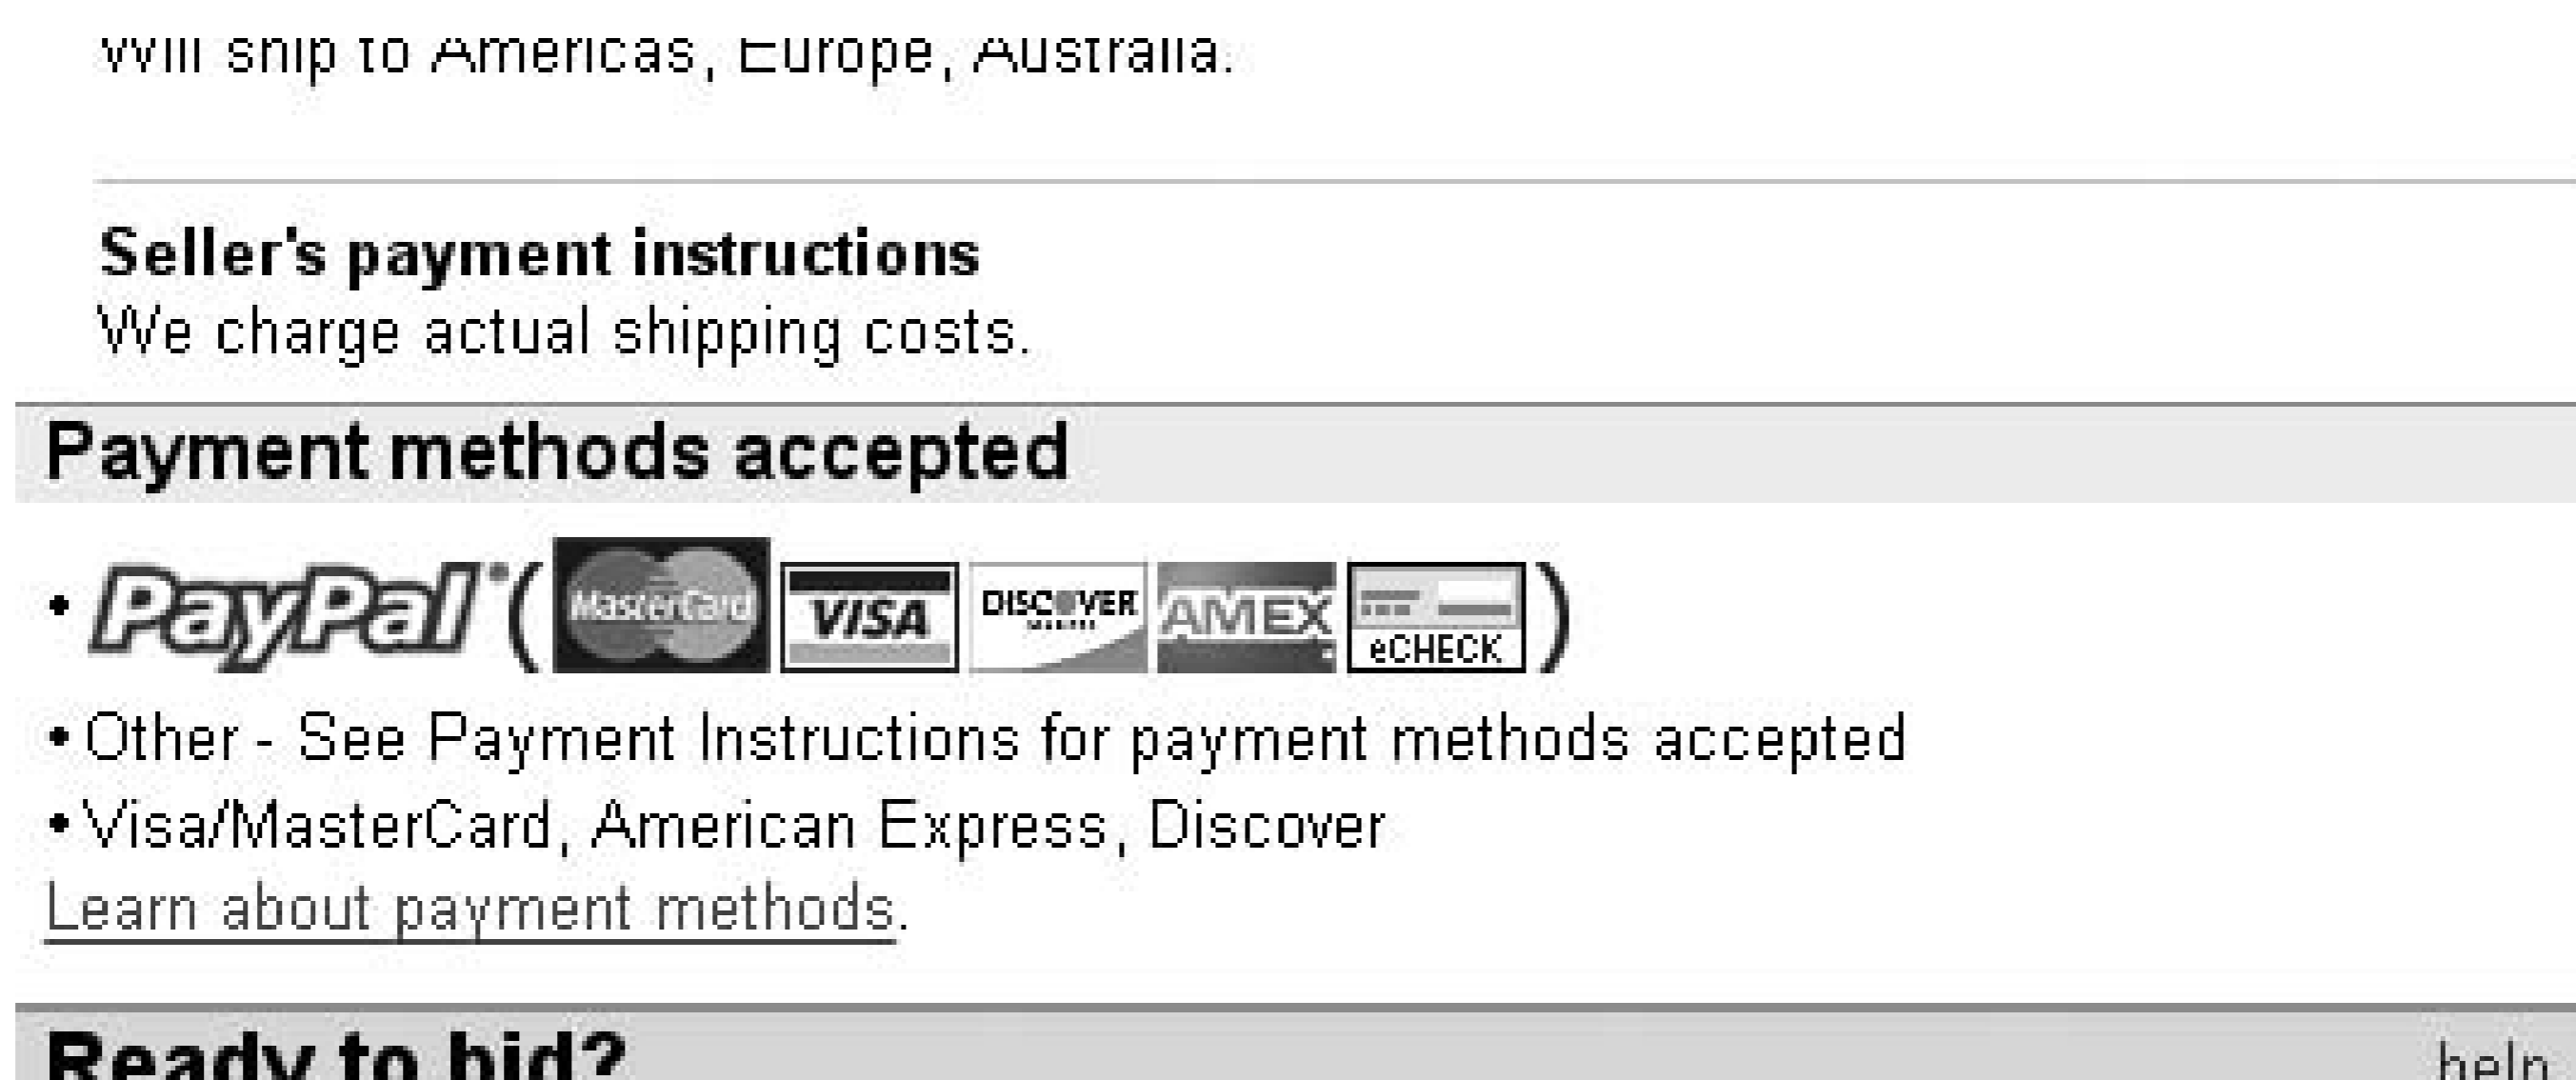 Will ship to Americas, Europe, Australia.
Seller's payment instructions
We charge actual shipping costs.
Payment methods accepted
• PayPal ( MasterCard VISA DISCOVER AMEX eCHECK )
• Other - See Payment Instructions for payment methods accepted
• Visa/MasterCard, American Express, Discover
Learn about payment methods.
Ready to bid? help